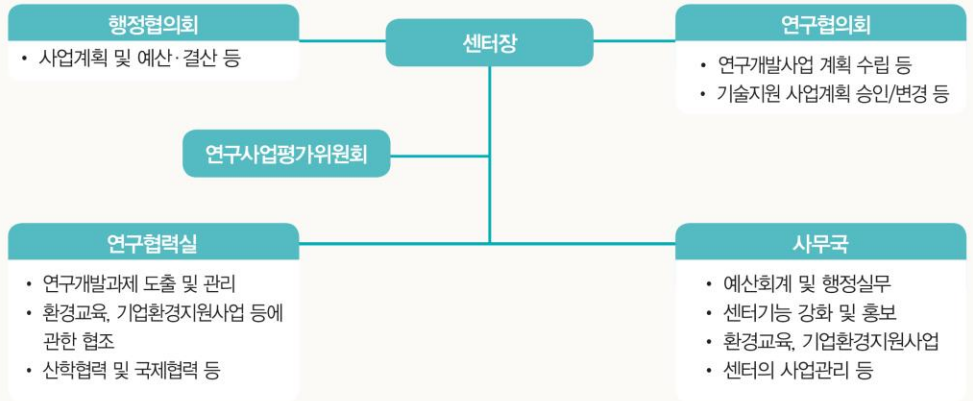 행정협의회
• 사업계획 및 예산·결산 등
센터장
연구협의회
• 연구개발사업 계획 수립 등
• 기술지원 사업계획 승인/변경 등
연구사업평가위원회
연구협력실
• 연구개발과제 도출 및 관리
• 환경교육, 기업환경지원사업 등에
관한 협조
• 산학협력 및 국제협력 등
사무국
• 예산회계 및 행정실무
• 센터기능 강화 및 홍보
• 환경교육, 기업환경지원사업
• 센터의 사업관리 등